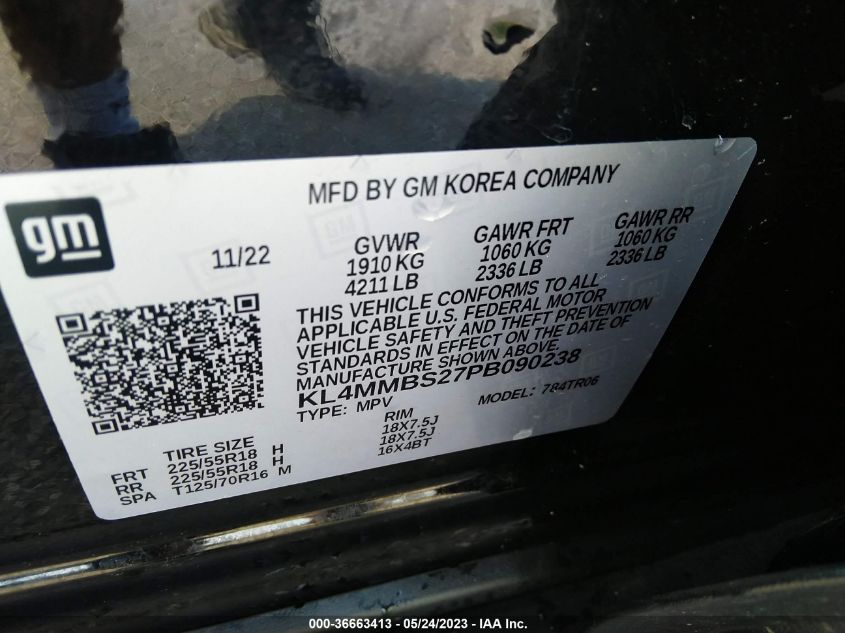 MFD BY GM KOREA COMPANY
gm
11/22
GVWR
1910 KG
4211 LB
GAWR FRT
1060 KG
2336 LB
GAWR RR
1060 KG
2336 LB
THIS VEHICLE CONFORMS TO ALL
APPLICABLE U.S. FEDERAL MOTOR
VEHICLE SAFETY AND THEFT PREVENTION
STANDARDS IN EFFECT ON THE DATE OF
MANUFACTURE SHOWN ABOVE.
KL4MMBS27PB090238
TYPE: MPV
MODEL: 784TR06
TIRE SIZE
RIM
FRT 225/55R18 H 18X7.5J
RR 225/55R18 H 18X7.5J
SPA T125/70R16 M 16X4BT
000-36663413 - 05/24/2023 - IAA Inc.